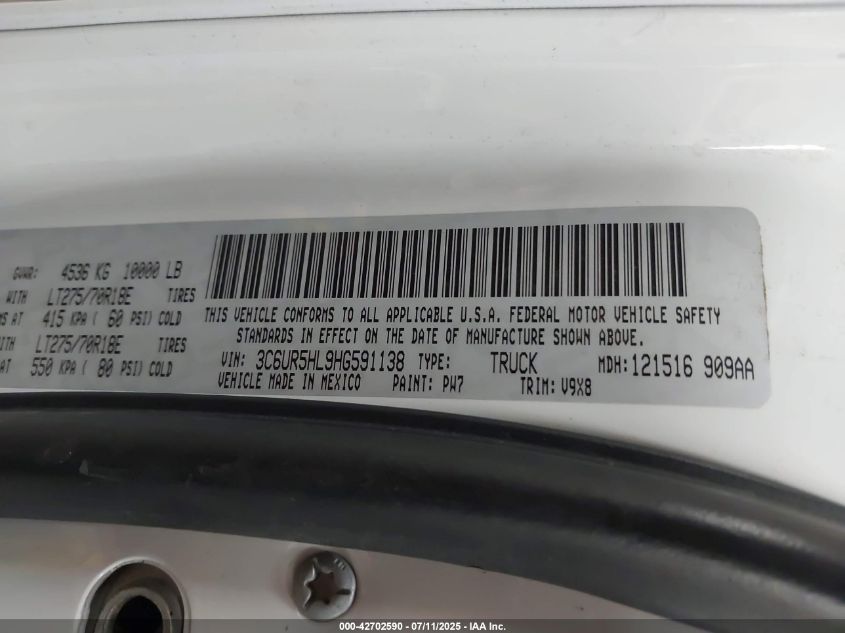 GVWR: 4536 KG 10000 LB
WITH LT275/70R18E TIRES
AT 415 KPA ( 60 PSI) COLD
LT275/70R18E TIRES
AT 550 KPA ( 80 PSI) COLD
THIS VEHICLE CONFORMS TO ALL APPLICABLE U.S.A. FEDERAL MOTOR VEHICLE SAFETY
STANDARDS IN EFFECT ON THE DATE OF MANUFACTURE SHOWN ABOVE.
VIN: 3C6UR5HL9HG591138 TYPE: TRUCK MDH: 121516 909AA
VEHICLE MADE IN MEXICO PAINT: PW7 TRIM: V9X8
000-42702590 - 07/11/2025 - IAA Inc.